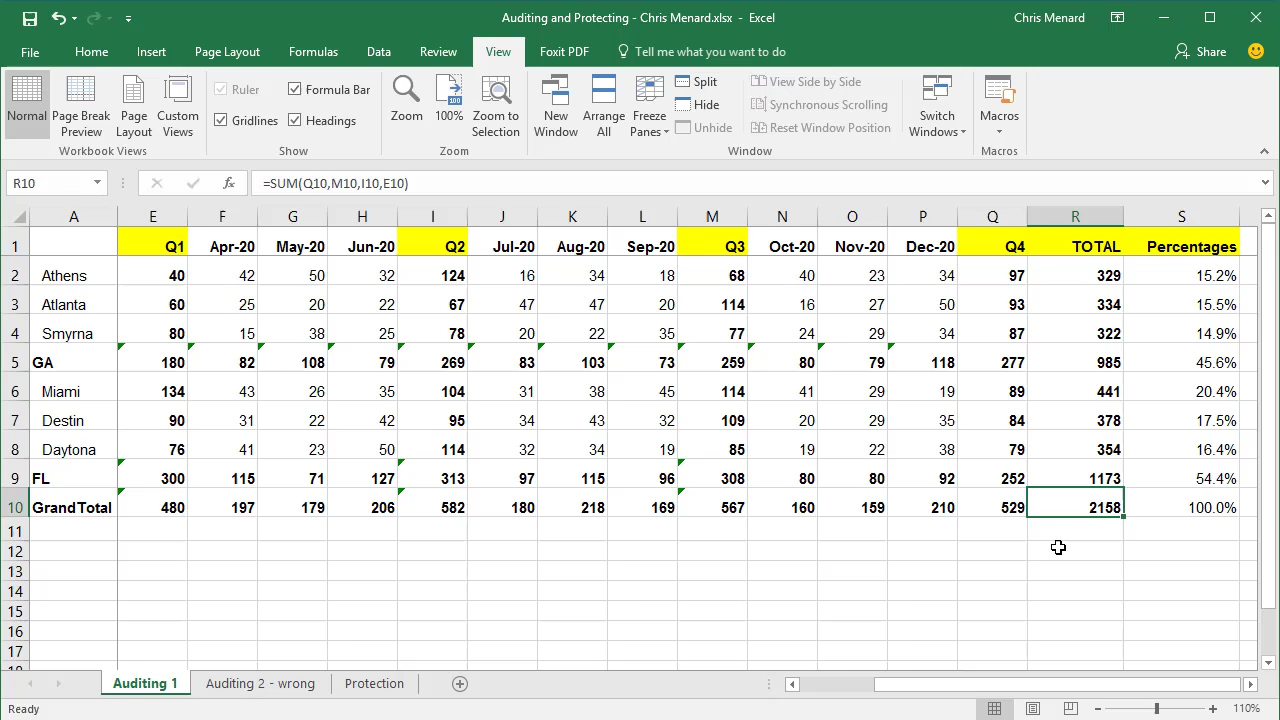 Auditing and Protecting - Chris Menard.xlsx - Excel
Chris Menard
File Home Insert Page Layout Formulas Data Review View Foxit PDF Tell me what you want to do Share
Normal
Page Break Preview
Page Layout
Custom Views
Workbook Views
Ruler
Formula Bar
Gridlines
Headings
Show
Zoom
100
100%
Zoom to Selection
Zoom
New Window
Arrange All
Freeze Panes
Split
Hide
Unhide
View Side by Side
Synchronous Scrolling
Reset Window Position
Switch Windows
Window
Macros
Macros
R10 fx =SUM(Q10,M10,I10,E10)
A E F G H I J K L M N O P Q R S
1 Q1 Apr-20 May-20 Jun-20 Q2 Jul-20 Aug-20 Sep-20 Q3 Oct-20 Nov-20 Dec-20 Q4 TOTAL Percentages
2 Athens 40 42 50 32 124 16 34 18 68 40 23 34 97 329 15.2%
3 Atlanta 60 25 20 22 67 47 47 20 114 16 27 50 93 334 15.5%
4 Smyrna 80 15 38 25 78 20 22 35 77 24 29 34 87 322 14.9%
5 GA 180 82 108 79 269 83 103 73 259 80 79 118 277 985 45.6%
6 Miami 134 43 26 35 104 31 38 45 114 41 29 19 89 441 20.4%
7 Destin 90 31 22 42 95 34 43 32 109 20 29 35 84 378 17.5%
8 Daytona 76 41 23 50 114 32 34 19 85 19 22 38 79 354 16.4%
9 FL 300 115 71 127 313 97 115 96 308 80 80 92 252 1173 54.4%
10 Grand Total 480 197 179 206 582 180 218 169 567 160 159 210 529 2158 100.0%
11
12
13
14
15
16
17
18
Auditing 1 Auditing 2 - wrong Protection
Ready 110%